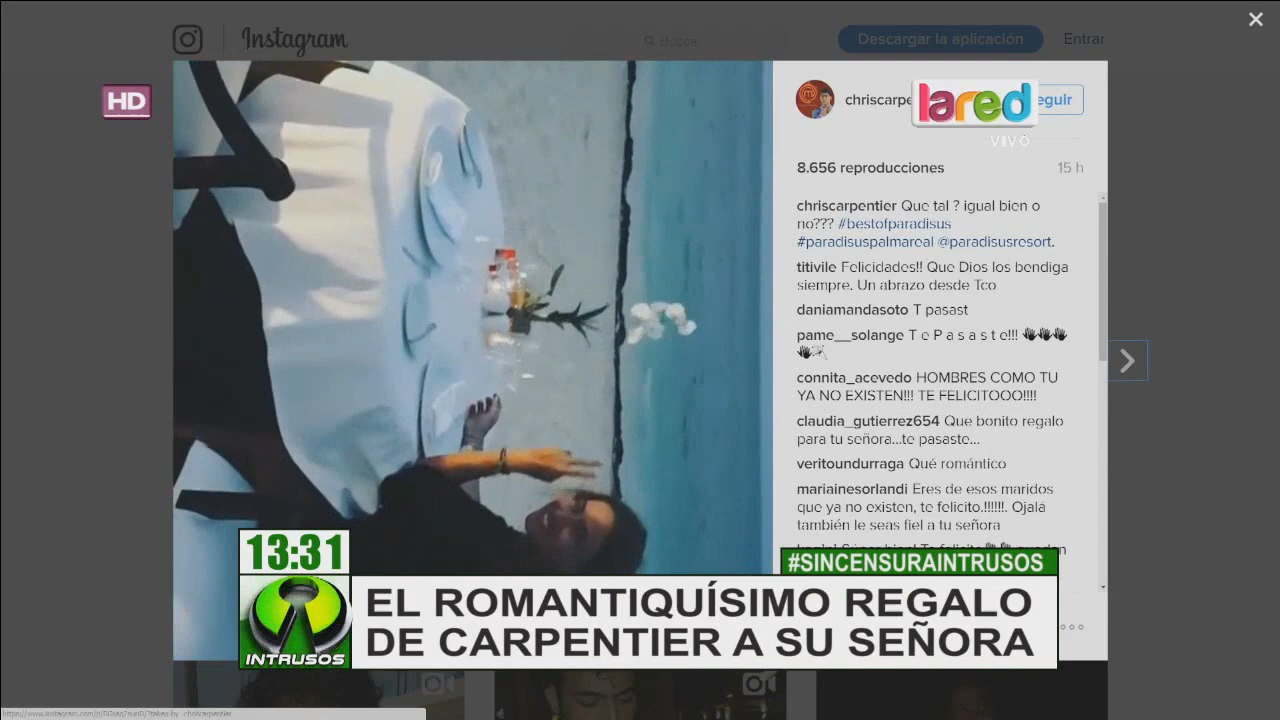 Instagram
Busca
Descargar la aplicación
Entrar
HD
chriscarpe
eguir
lared
VIVO
8.656 reproducciones
15 h
chriscarpentier Que tal ? igual bien o
no??? #bestofparadisus
#paradisuspalmareal @paradisusresort.
titivile Felicidades!! Que Dios los bendiga
siempre. Un abrazo desde Tco
daniamandasoto T pasast
pame__solange T e P a s a s t e!!!
connita_acevedo HOMBRES COMO TU
YA NO EXISTEN!!! TE FELICITOOO!!!!
claudia_gutierrez654 Que bonito regalo
para tu señora...te pasaste...
veritoundurraga Qué romántico
mariainesorlandi Eres de esos maridos
que ya no existen, te felicito.!!!!!!. Ojalá
también le seas fiel a tu señora
13:31
#SINCENSURAINTRUSOS
EL ROMANTIQUÍSIMO REGALO
DE CARPENTIER A SU SEÑORA
INTRUSOS